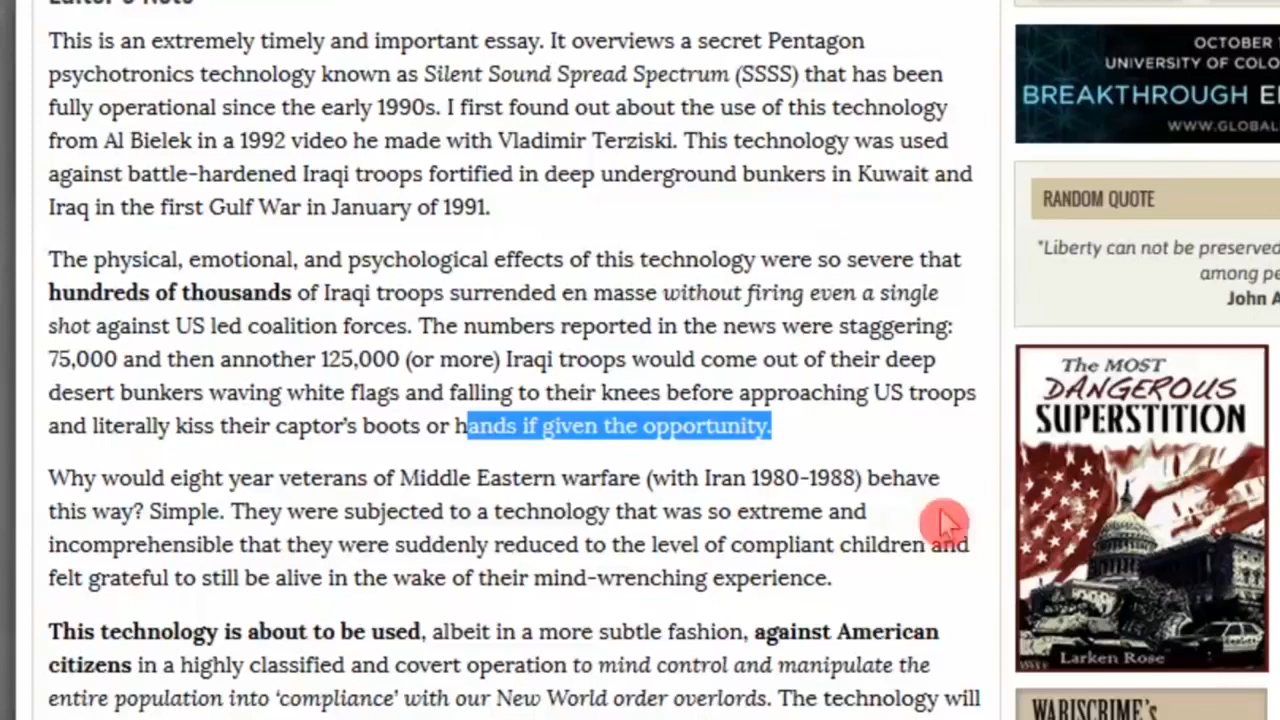 Editor's Note
This is an extremely timely and important essay. It overviews a secret Pentagon
psychotronics technology known as Silent Sound Spread Spectrum (SSSS) that has been
fully operational since the early 1990s. I first found out about the use of this technology
from Al Bielek in a 1992 video he made with Vladimir Terziski. This technology was used
against battle-hardened Iraqi troops fortified in deep underground bunkers in Kuwait and
Iraq in the first Gulf War in January of 1991.
The physical, emotional, and psychological effects of this technology were so severe that
hundreds of thousands of Iraqi troops surrended en masse without firing even a single
shot against US led coalition forces. The numbers reported in the news were staggering:
75,000 and then annother 125,000 (or more) Iraqi troops would come out of their deep
desert bunkers waving white flags and falling to their knees before approaching US troops
and literally kiss their captor's boots or hands if given the opportunity.
Why would eight year veterans of Middle Eastern warfare (with Iran 1980-1988) behave
this way? Simple. They were subjected to a technology that was so extreme and
incomprehensible that they were suddenly reduced to the level of compliant children and
felt grateful to still be alive in the wake of their mind-wrenching experience.
This technology is about to be used, albeit in a more subtle fashion, against American
citizens in a highly classified and covert operation to mind control and manipulate the
entire population into 'compliance' with our New World order overlords. The technology will
OCTOBER
UNIVERSITY OF COLO
BREAKTHROUGH
WWW.GLOBAL
RANDOM QUOTE
"Liberty can not be preserved
among pe
John A
The MOST
DANGEROUS
SUPERSTITION
Larken Rose
WARISCRIME's